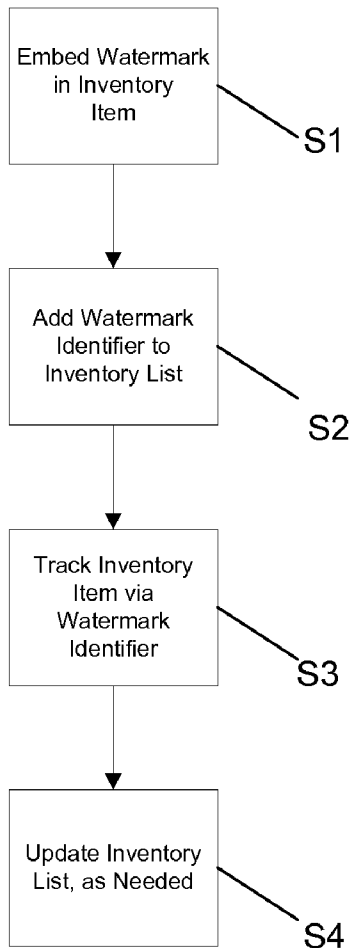 Embed Watermark
in Inventory
Item
S1
Add Watermark
Identifier to
Inventory List
S2
Track Inventory
Item via
Watermark
Identifier
S3
Update Inventory
List, as Needed
S4